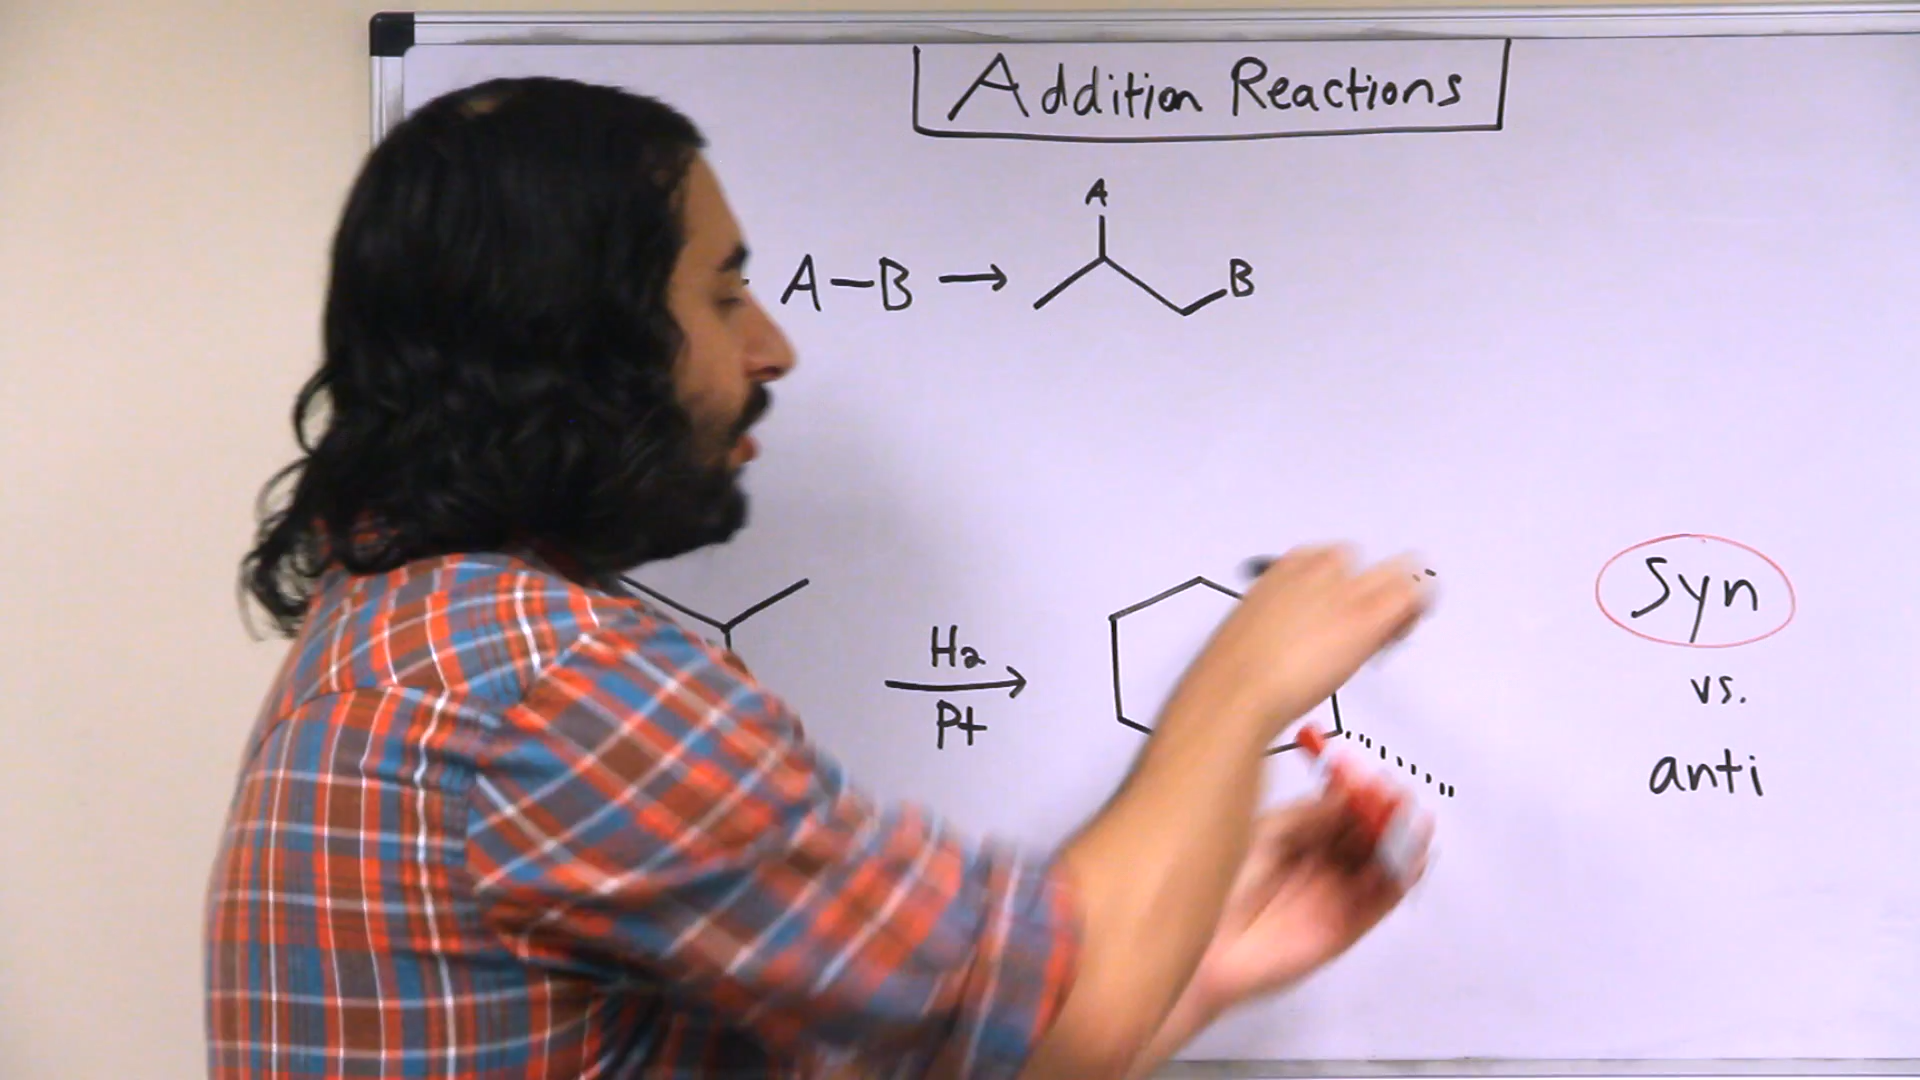 Addition Reactions
A
A–B → B
H₂
Pt
Syn
vs.
anti